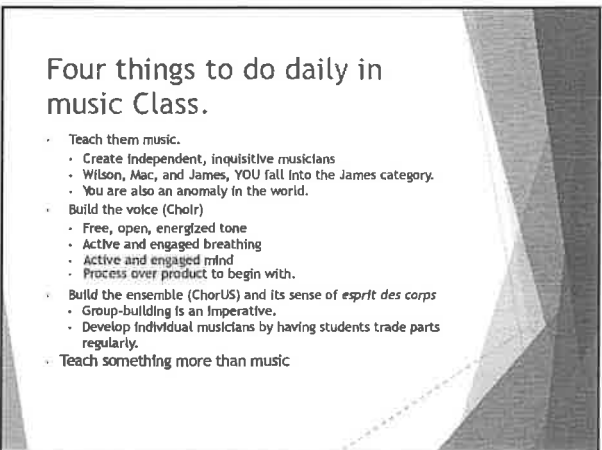 Four things to do daily in
music Class.
Teach them music.
Create independent, inquisitive musicians
Wilson, Mac, and James, YOU fall into the James category.
You are also an anomaly in the world.
Build the voice (Choir)
Free, open, energized tone
Active and engaged breathing
Active and engaged mind
Process over product to begin with.
Build the ensemble (ChorUS) and its sense of esprit des corps
Group-building is an imperative.
Develop individual musicians by having students trade parts
regularly.
Teach something more than music